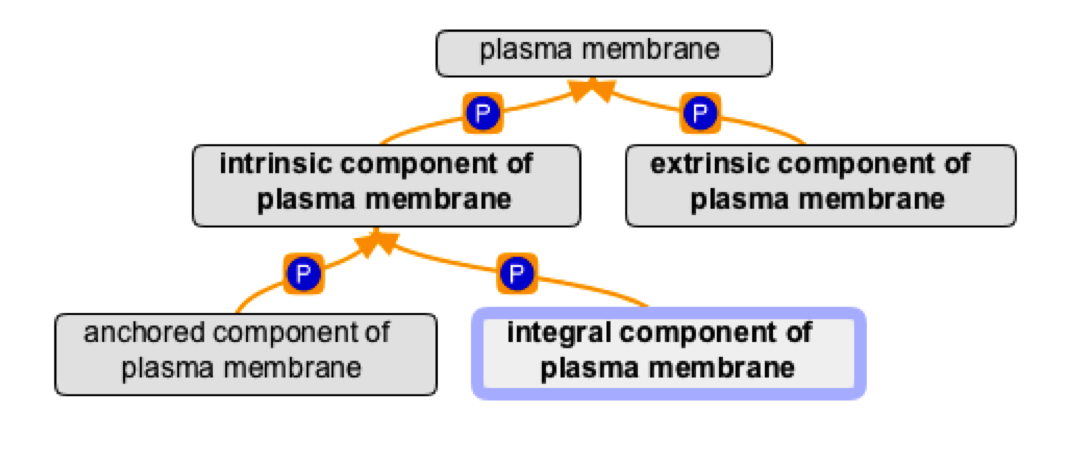 plasma membrane
P
P
intrinsic component of
plasma membrane
extrinsic component of
plasma membrane
P
P
anchored component of
plasma membrane
integral component of
plasma membrane